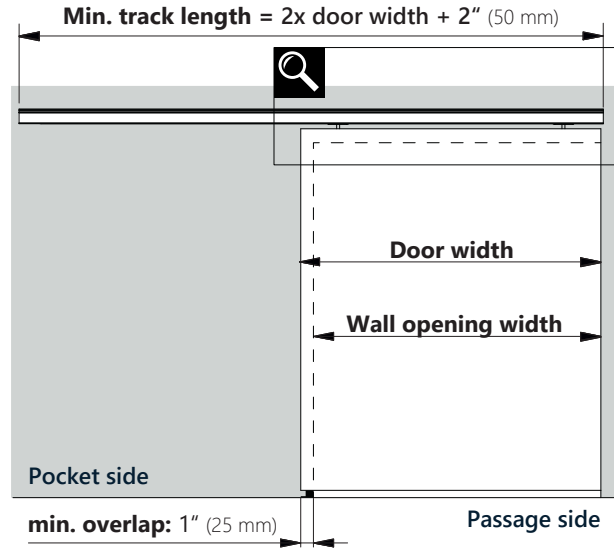 Min. track length = 2x door width + 2“ (50 mm)
Door width
Wall opening width
Pocket side
Passage side
min. overlap: 1“ (25 mm)